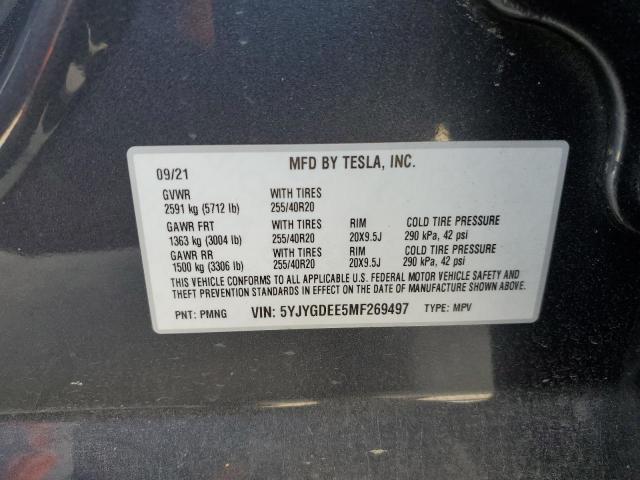 MFD BY TESLA, INC.
09/21
GVWR WITH TIRES
2591 kg (5712 lb) 255/40R20
GAWR FRT WITH TIRES RIM COLD TIRE PRESSURE
1363 kg (3004 lb) 255/40R20 20X9.5J 290 kPa, 42 psi
GAWR RR WITH TIRES RIM COLD TIRE PRESSURE
1500 kg (3306 lb) 255/40R20 20X9.5J 290 kPa, 42 psi
THIS VEHICLE CONFORMS TO ALL APPLICABLE U.S. FEDERAL MOTOR VEHICLE SAFETY AND
THEFT PREVENTION STANDARDS IN EFFECT ON THE DATE OF MANUFACTURE SHOWN ABOVE.
PNT: PMNG VIN: 5YJYGDEE5MF269497 TYPE: MPV